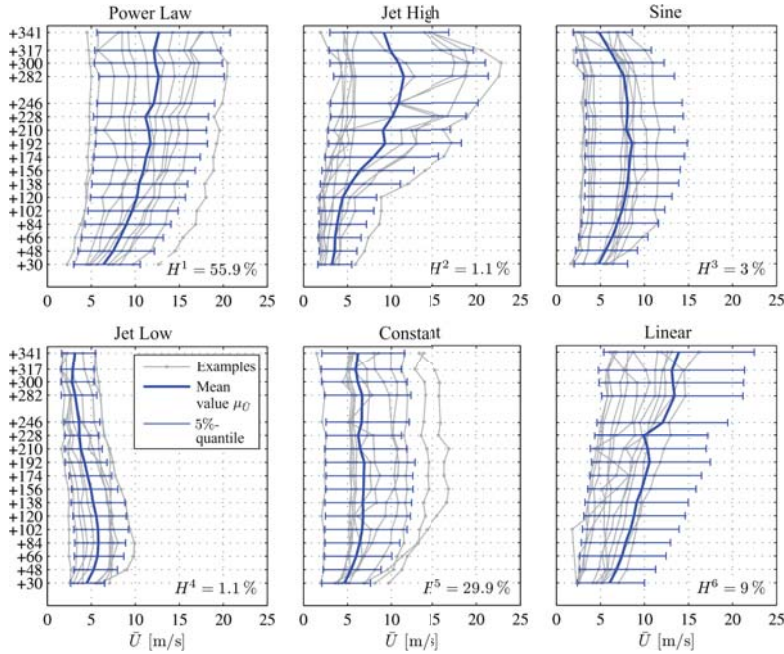 Power Law
Jet High
Sine
+341
+317
+300
+282
+246
+228
+210
+192
+174
+156
+138
+120
+102
+84
+66
+48
+30
H¹ = 55.9 %
H² = 1.1 %
H³ = 3 %
0 5 10 15 20 25
0 5 10 15 20 25
0 5 10 15 20 25
Jet Low
Constant
Linear
+341
+317
+300
+282
+246
+228
+210
+192
+174
+156
+138
+120
+102
+84
+66
+48
+30
Examples
Mean
value μ_Ū
5%-
quantile
H⁴ = 1.1 %
⁵ = 29.9 %
H⁶ = 9 %
0 5 10 15 20 25
0 5 10 15 20 25
0 5 10 15 20 25
Ū [m/s]
Ū [m/s]
Ū [m/s]